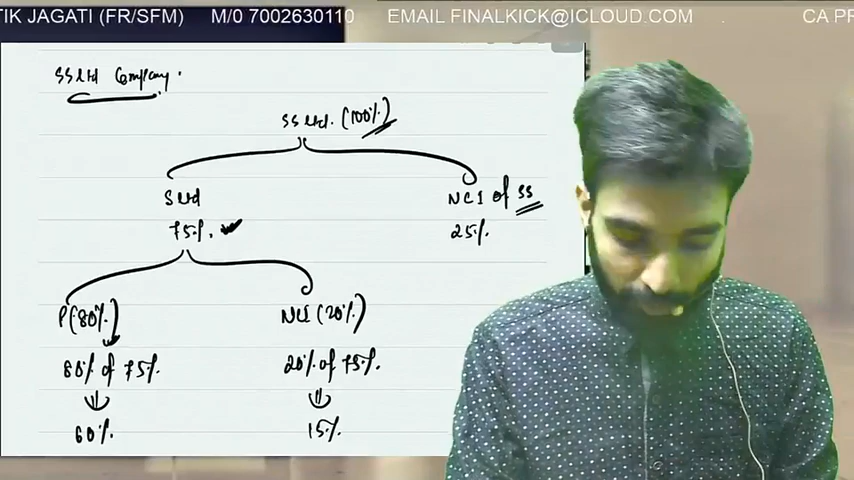 TIK JAGATI (FR/SFM) M/0 7002630110 EMAIL FINALKICK@ICLOUD.COM . CA PR
SS Ltd Company.
SS Ltd. (100%)
S Ltd NCI of SS
75%. 25%.
P(80%) NCI (20%)
80% of 75% 20% of 75%.
60%. 15%.